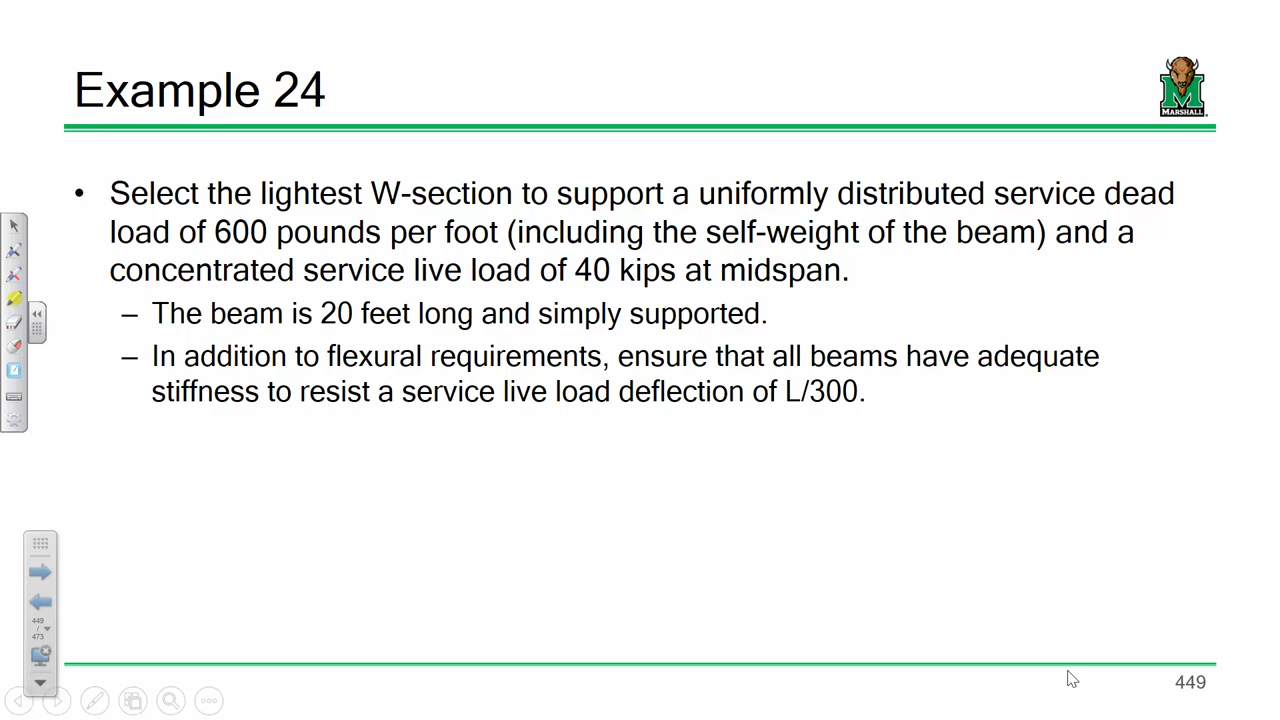 Example 24
MARSHALL
• Select the lightest W-section to support a uniformly distributed service dead
load of 600 pounds per foot (including the self-weight of the beam) and a
concentrated service live load of 40 kips at midspan.
– The beam is 20 feet long and simply supported.
– In addition to flexural requirements, ensure that all beams have adequate
stiffness to resist a service live load deflection of L/300.
449
/
473
449